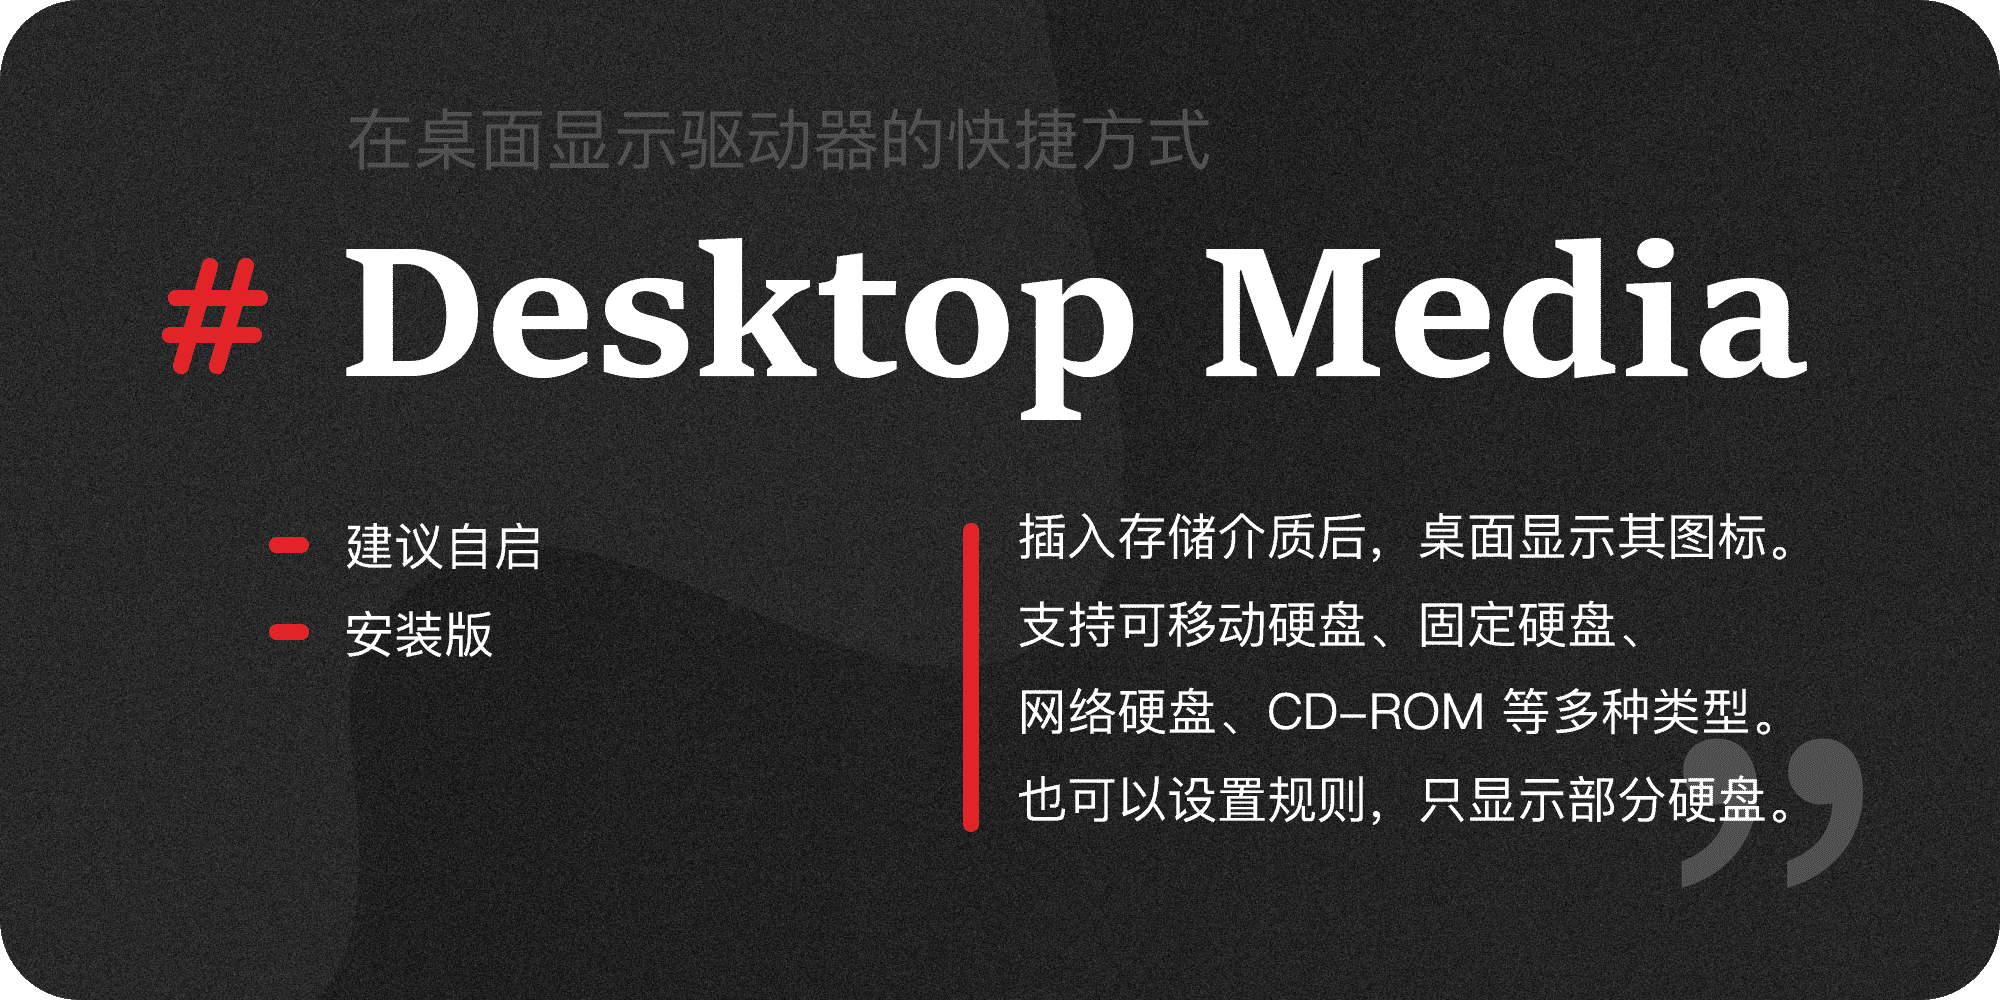 在桌面显示驱动器的快捷方式
# Desktop Media
建议自启
安装版
插入存储介质后，桌面显示其图标。
支持可移动硬盘、固定硬盘、
网络硬盘、CD-ROM 等多种类型。
也可以设置规则，只显示部分硬盘。
”